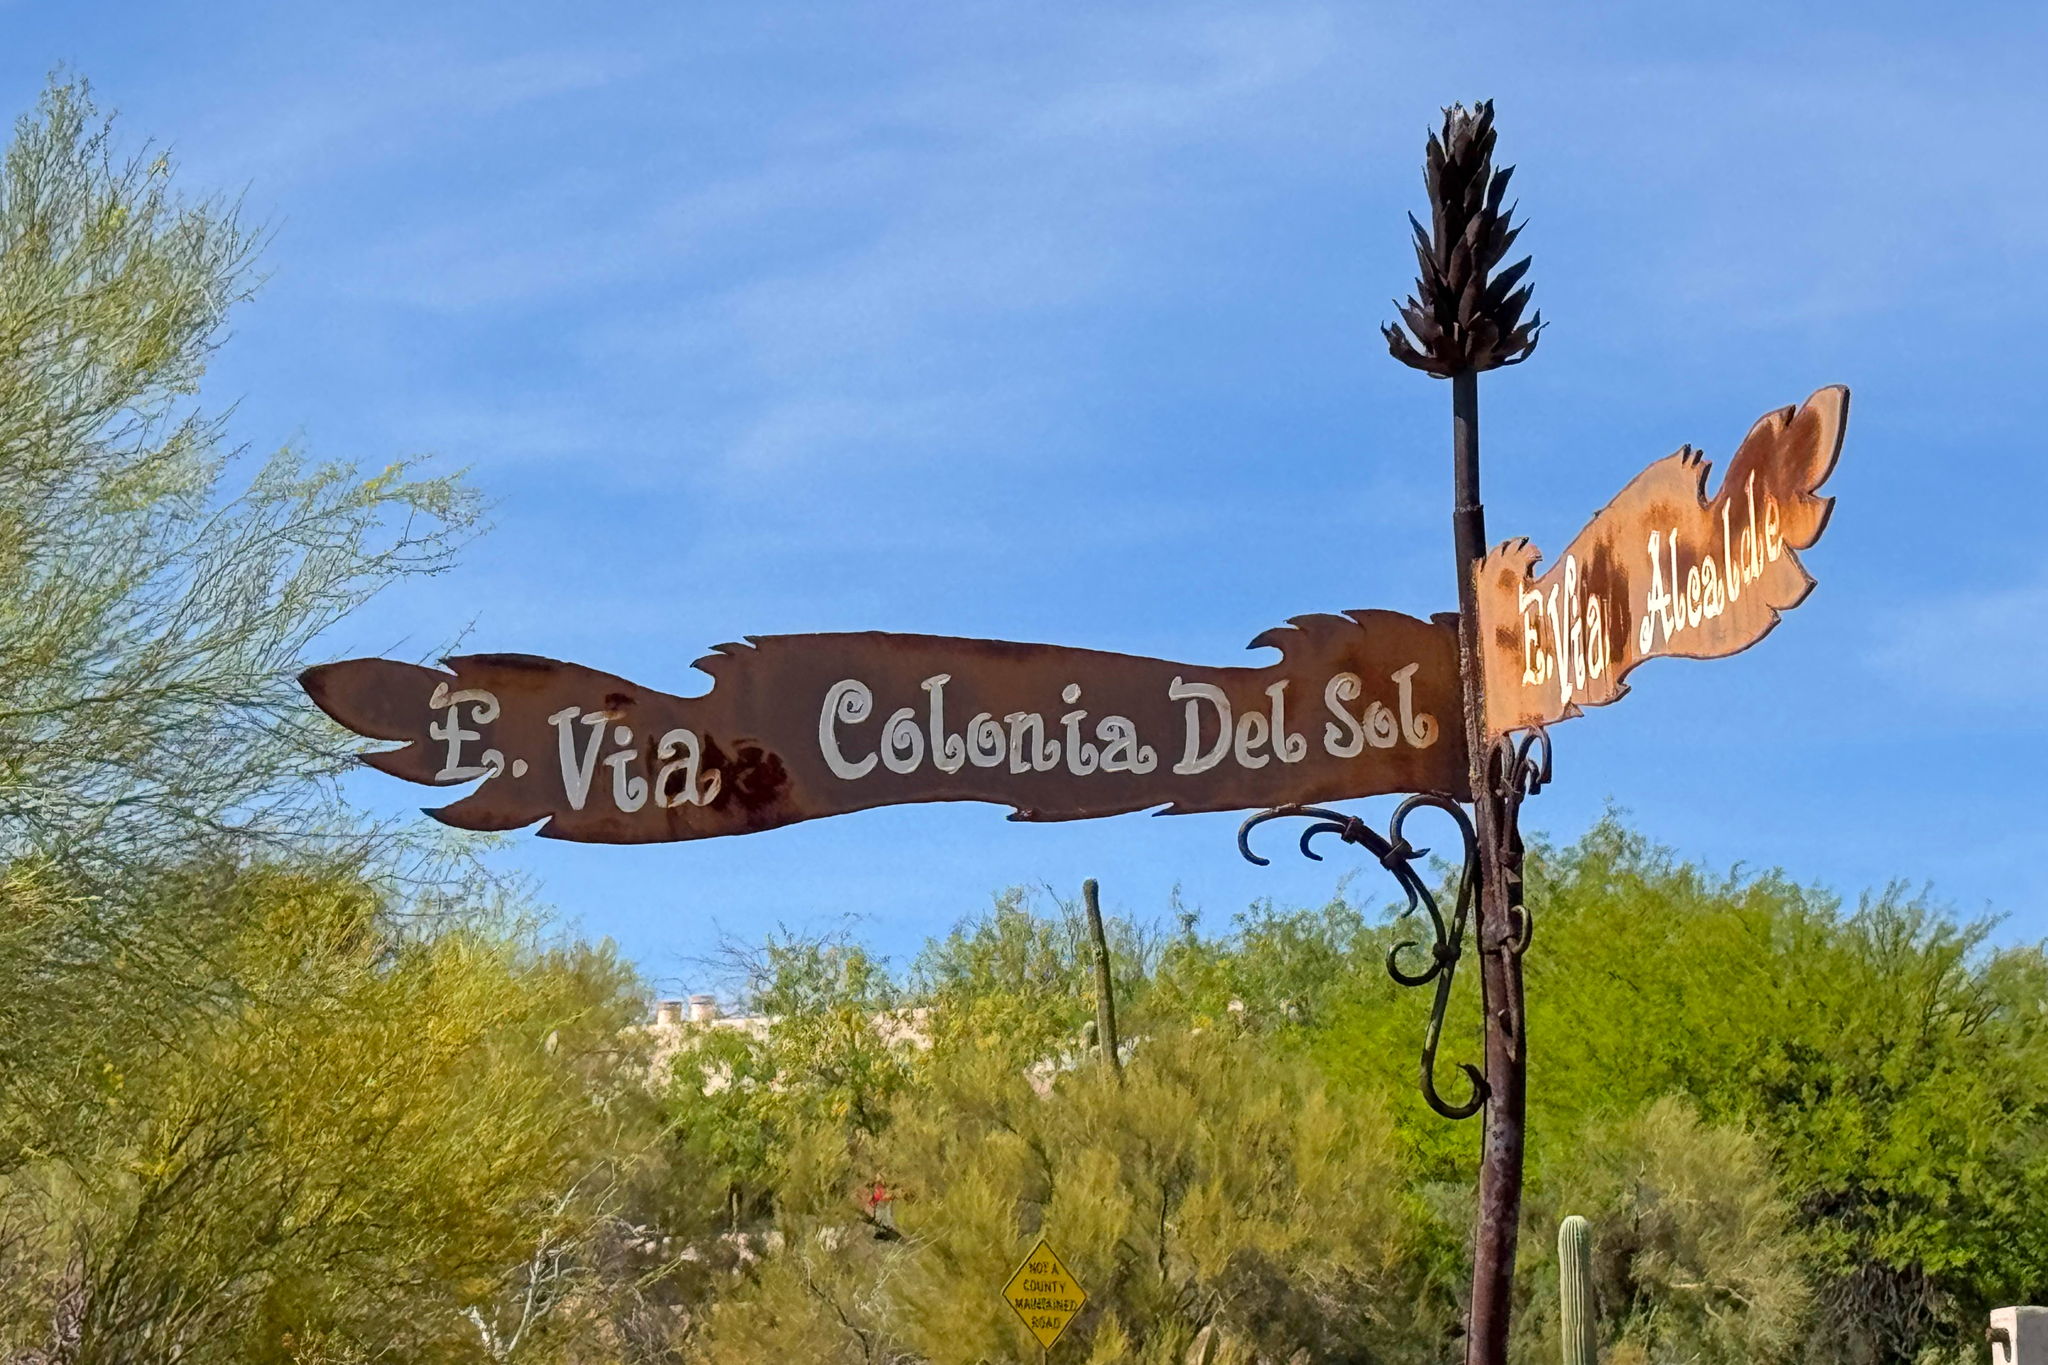 E. Via Colonia Del Sol
E. Via Alcalde
NOT A
COUNTY
MAINTAINED
ROAD